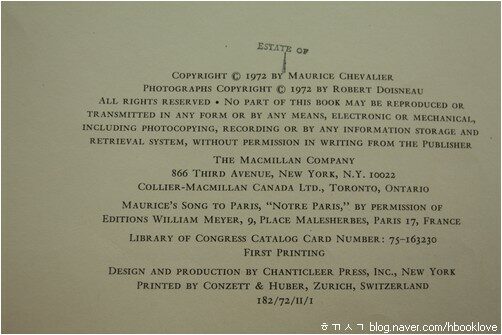 ESTATE OF
COPYRIGHT © 1972 BY MAURICE CHEVALIER
PHOTOGRAPHS COPYRIGHT © 1972 BY ROBERT DOISNEAU
ALL RIGHTS RESERVED • NO PART OF THIS BOOK MAY BE REPRODUCED OR
TRANSMITTED IN ANY FORM OR BY ANY MEANS, ELECTRONIC OR MECHANICAL,
INCLUDING PHOTOCOPYING, RECORDING OR BY ANY INFORMATION STORAGE AND
RETRIEVAL SYSTEM, WITHOUT PERMISSION IN WRITING FROM THE PUBLISHER
THE MACMILLAN COMPANY
866 THIRD AVENUE, NEW YORK, N.Y. 10022
COLLIER-MACMILLAN CANADA LTD., TORONTO, ONTARIO
MAURICE'S SONG TO PARIS, "NOTRE PARIS," BY PERMISSION OF
EDITIONS WILLIAM MEYER, 9, PLACE MALESHERBES, PARIS 17, FRANCE
LIBRARY OF CONGRESS CATALOG CARD NUMBER: 75-163230
FIRST PRINTING
DESIGN AND PRODUCTION BY CHANTICLEER PRESS, INC., NEW YORK
PRINTED BY CONZETT & HUBER, ZURICH, SWITZERLAND
182/72/II/1
ㅎㄲㅅㄱ blog.naver.com/hbooklove